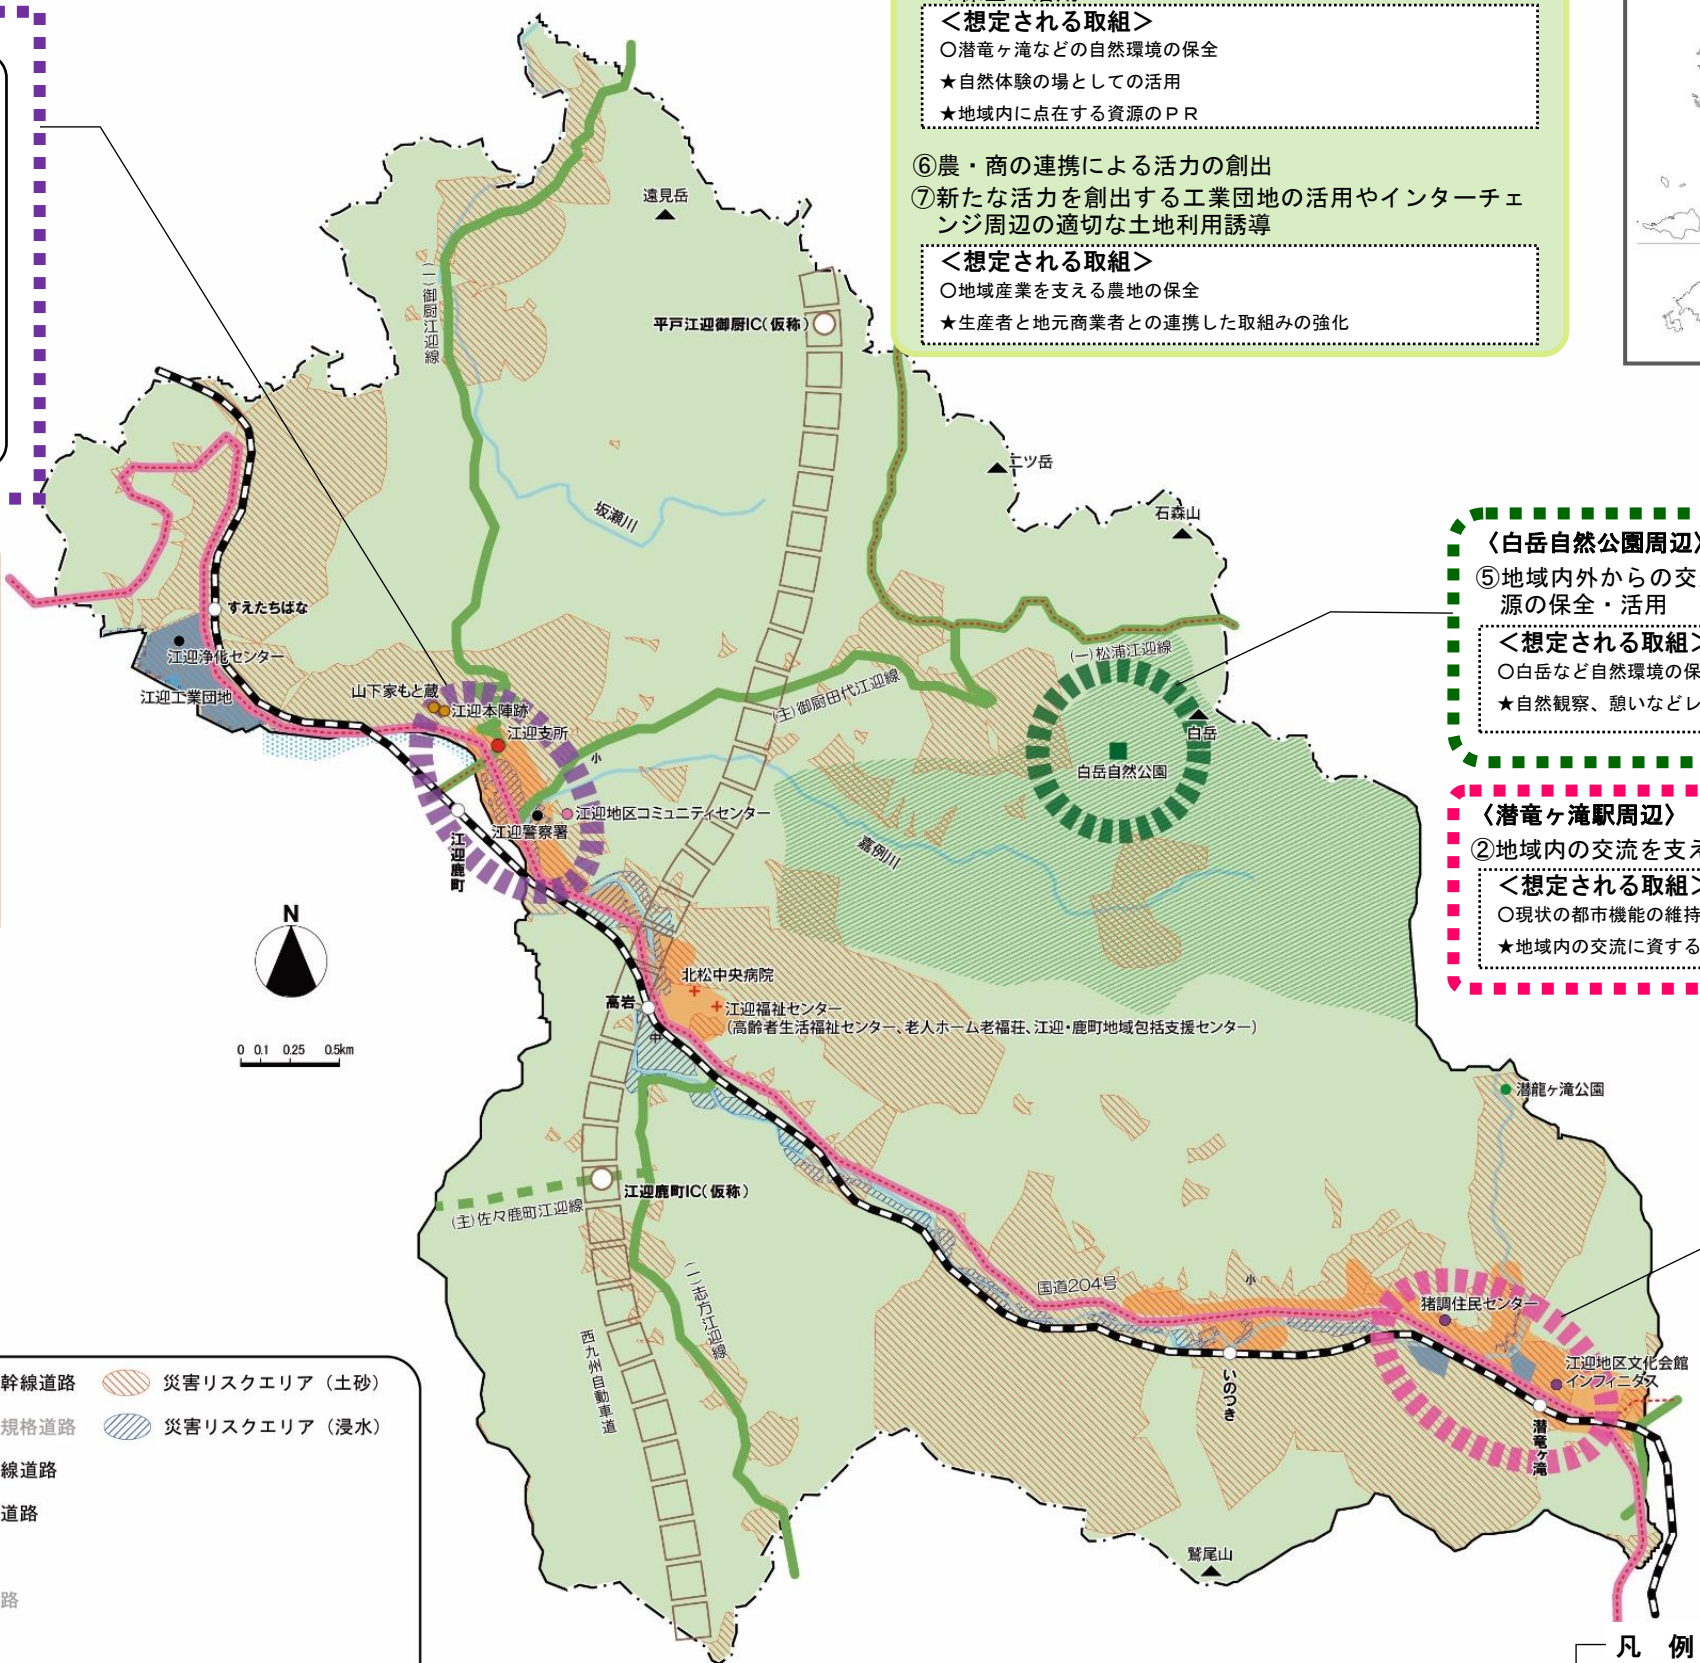 ＜想定される取組＞
○潜竜ヶ滝などの自然環境の保全
★自然体験の場としての活用
★地域内に点在する資源のＰＲ
⑥農・商の連携による活力の創出
⑦新たな活力を創出する工業団地の活用やインターチェ
ンジ周辺の適切な土地利用誘導
＜想定される取組＞
○地域産業を支える農地の保全
★生産者と地元商業者との連携した取組みの強化
遠見岳
(一)御厨江迎線
平戸江迎御厨IC(仮称)
二ツ岳
石森山
坂瀬川
〈白岳自然公園周辺〉
⑤地域内外からの交
源の保全・活用
＜想定される取組＞
○白岳など自然環境の保
★自然観察、憩いなどレ
すえたちばな
江迎浄化センター
江迎工業団地
山下家もと蔵
江迎本陣跡
江迎支所
小
(主)御厨田代江迎線
(一)松浦江迎線
白岳
白岳自然公園
江迎地区コミュニティセンター
江迎警察署
江迎鹿町
嘉例川
〈潜竜ヶ滝駅周辺〉
②地域内の交流を支え
＜想定される取組＞
○現状の都市機能の維持
★地域内の交流に資する
N
0 0.1 0.25 0.5km
北松中央病院
高岩
江迎福祉センター
(高齢者生活福祉センター、老人ホーム老福荘、江迎・鹿町地域包括支援センター)
中
潜龍ヶ滝公園
江迎鹿町IC(仮称)
(主)佐々鹿町江迎線
(一)志方江迎線
西九州自動車道
国道204号
小
猪調住民センター
江迎地区文化会館
インフィニタス
いのつき
潜竜ヶ滝
鷲尾山
幹線道路
災害リスクエリア（土砂）
規格道路
災害リスクエリア（浸水）
線道路
道路
路
凡 例